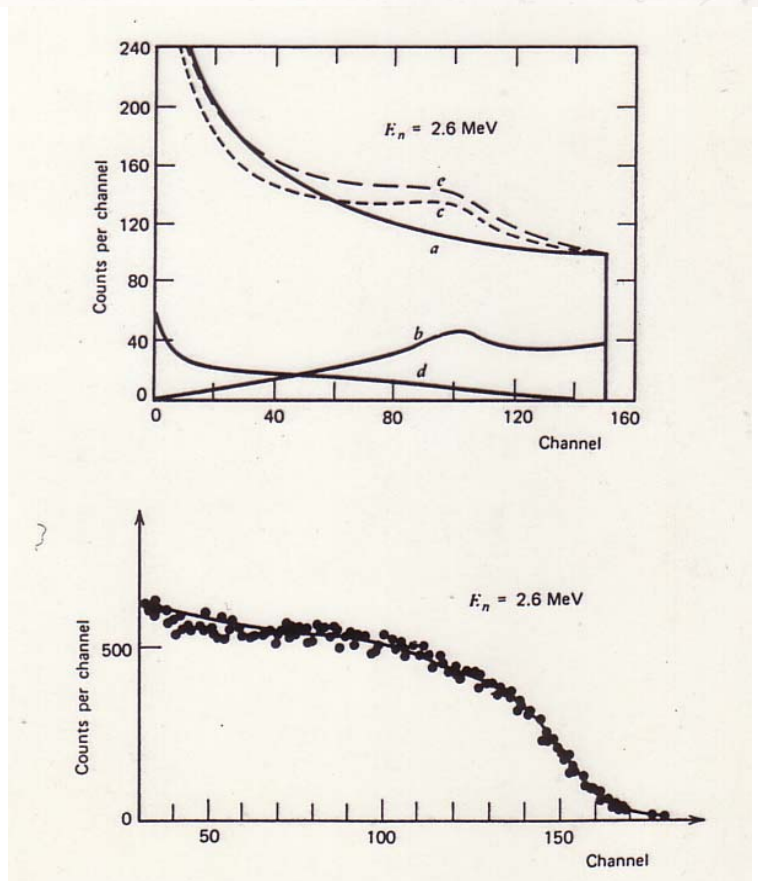 240
200
160
120
80
40
0
Counts per channel
E_n = 2.6 MeV
e
c
a
b
d
0 40 80 120 160
Channel
500
0
Counts per channel
E_n = 2.6 MeV
50 100 150
Channel